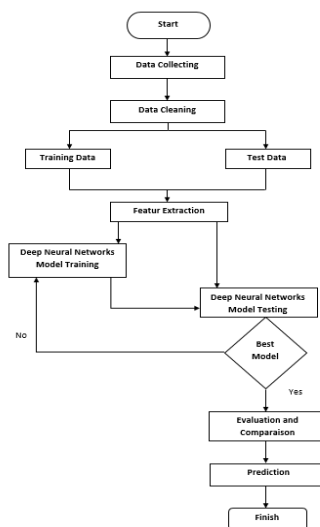 Start
Data Collecting
Data Cleaning
Training Data
Test Data
Featur Extraction
Deep Neural Networks
Model Training
Deep Neural Networks
Model Testing
No
Best
Model
Yes
Evaluation and
Comparaison
Prediction
Finish